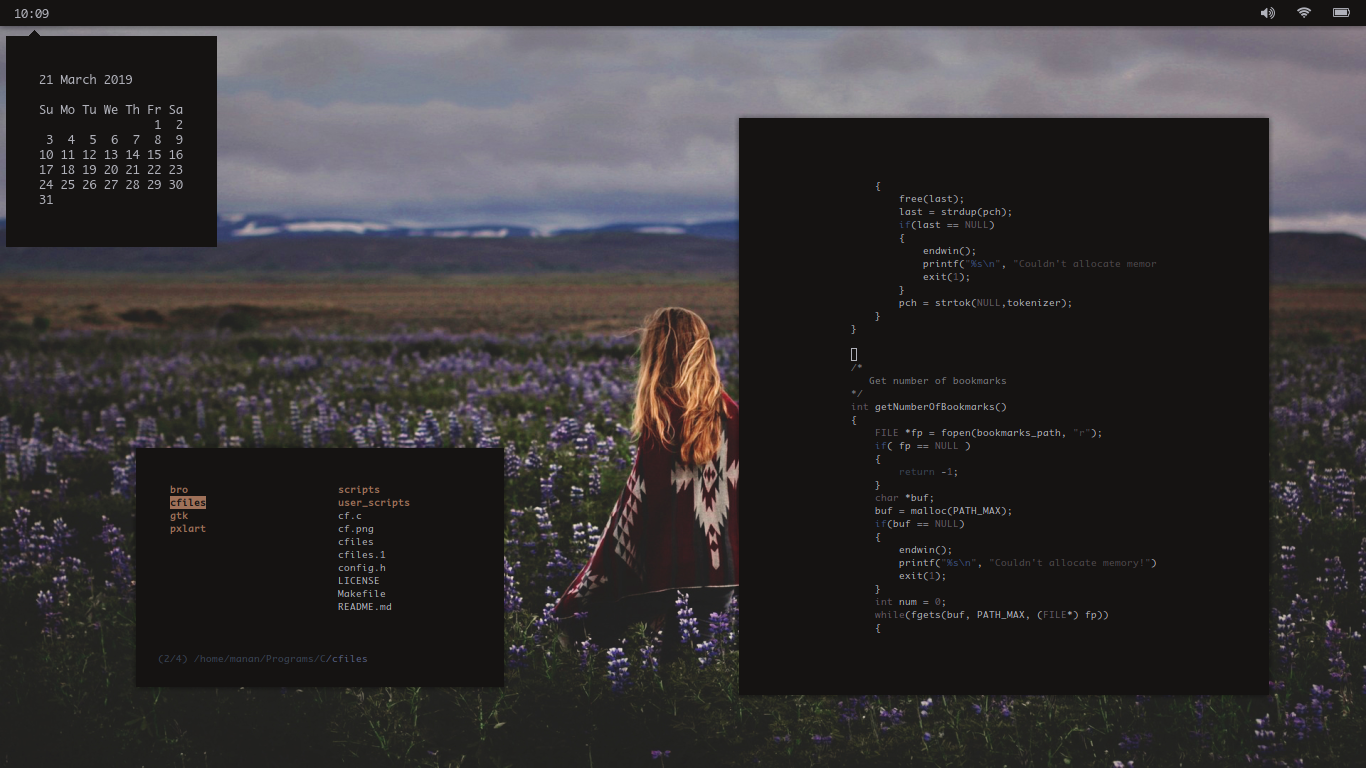 10:09
21 March 2019
Su Mo Tu We Th Fr Sa
1 2
3 4 5 6 7 8 9
10 11 12 13 14 15 16
17 18 19 20 21 22 23
24 25 26 27 28 29 30
31
bro
cfiles
gtk
pxlart
scripts
user_scripts
cf.c
cf.png
cfiles
cfiles.1
config.h
LICENSE
Makefile
README.md
(2/4) /home/manan/Programs/C/cfiles
{
free(last);
last = strdup(pch);
if(last == NULL)
{
endwin();
printf("%s\n", "Couldn't allocate memor
exit(1);
}
pch = strtok(NULL,tokenizer);
}
}
/*
Get number of bookmarks
*/
int getNumberOfBookmarks()
{
FILE *fp = fopen(bookmarks_path, "r");
if( fp == NULL )
{
return -1;
}
char *buf;
buf = malloc(PATH_MAX);
if(buf == NULL)
{
endwin();
printf("%s\n", "Couldn't allocate memory!")
exit(1);
}
int num = 0;
while(fgets(buf, PATH_MAX, (FILE*) fp))
{